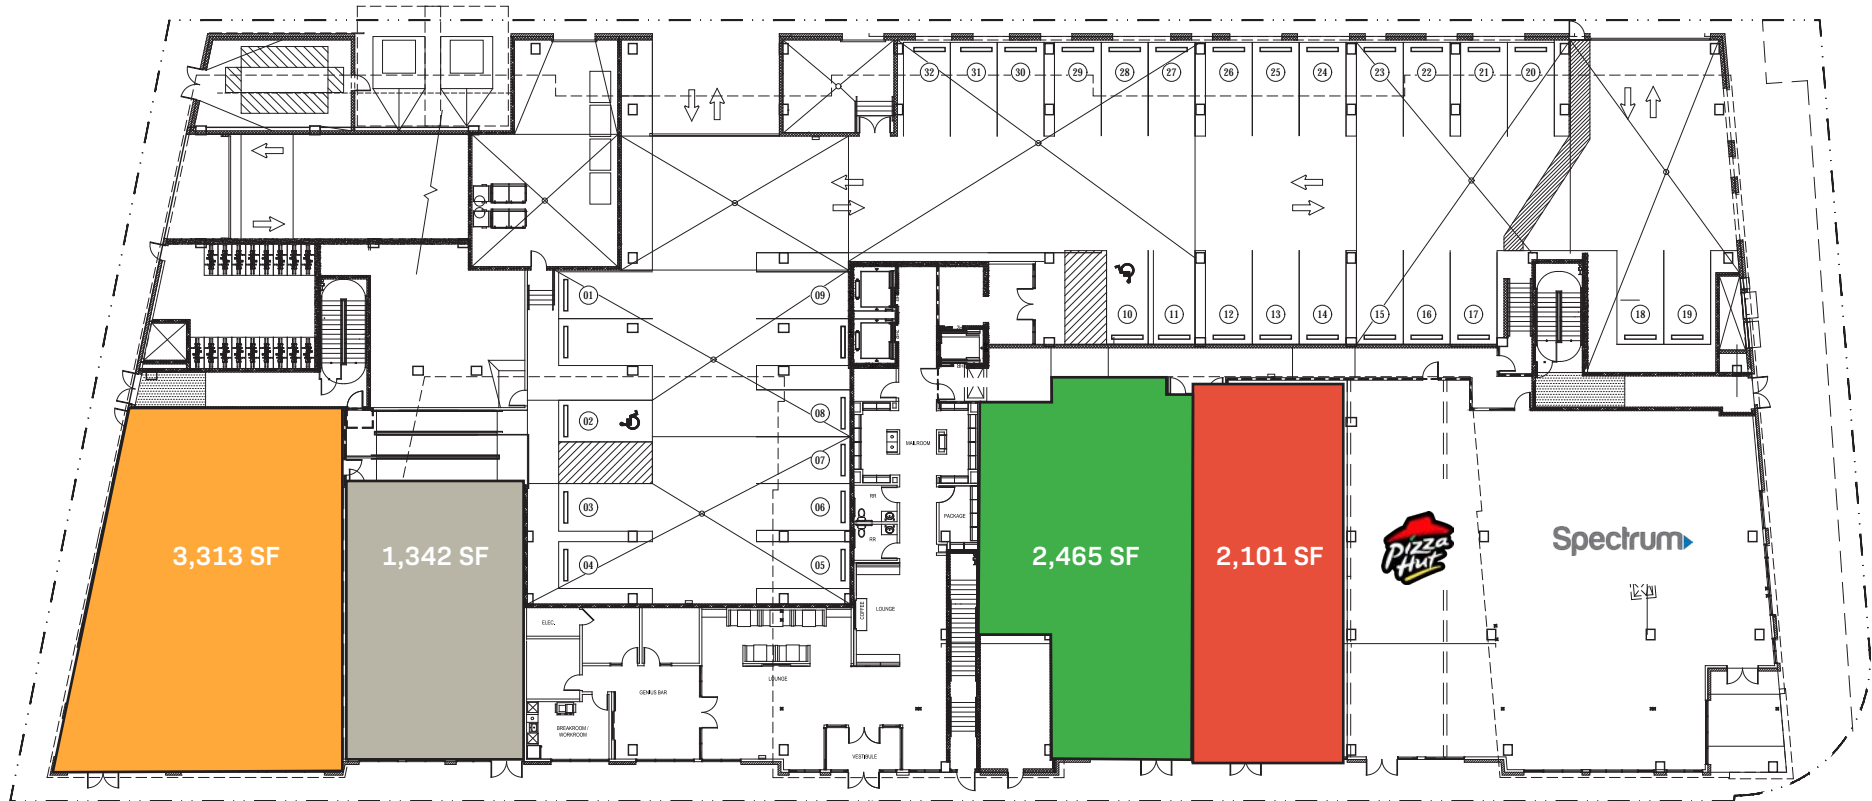 32 31 30 29 28 27 26 25 24 23 22 21 20
01 09
10 11 12 13 14 15 16 17 18 19
02 08
07
03 06
04 05
MAILROOM
RR
PACKAGE
RR
3,313 SF
1,342 SF
2,465 SF
2,101 SF
Pizza
Hut
Spectrum
ELEC.
COFFEE
LOUNGE
LOUNGE
GENIUS BAR
BREAKROOM /
WORKROOM
VESTIBULE